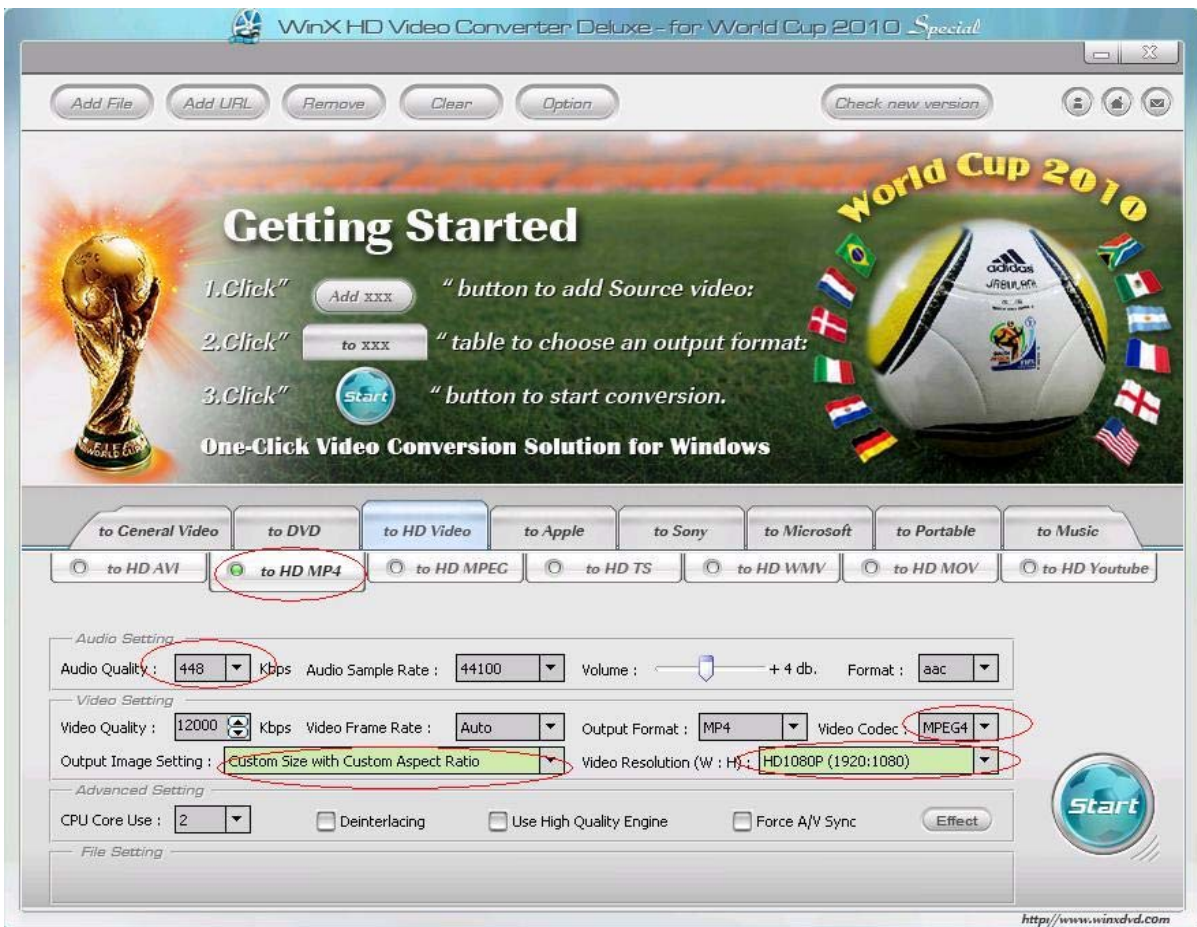 WinX HD Video Converter Deluxe - for World Cup 2010 Special
Add File Add URL Remove Clear Option Check new version
World Cup 2010
Getting Started
adidas
JABULANI
1.Click" Add xxx " button to add Source video:
2.Click" to xxx " table to choose an output format:
3.Click" Start " button to start conversion.
FIFA
WORLD CUP
One-Click Video Conversion Solution for Windows
to General Video to DVD to HD Video to Apple to Sony to Microsoft to Portable to Music
to HD AVI to HD MP4 to HD MPEG to HD TS to HD WMV to HD MOV to HD Youtube
Audio Setting
Audio Quality : 448 Kbps Audio Sample Rate : 44100 Volume : + 4 db. Format : aac
Video Setting
Video Quality : 12000 Kbps Video Frame Rate : Auto Output Format : MP4 Video Codec : MPEG4
Output Image Setting : Custom Size with Custom Aspect Ratio Video Resolution (W : H) : HD1080P (1920:1080)
Advanced Setting
CPU Core Use : 2 Deinterlacing Use High Quality Engine Force A/V Sync Effect
Start
File Setting
http://www.winxdvd.com